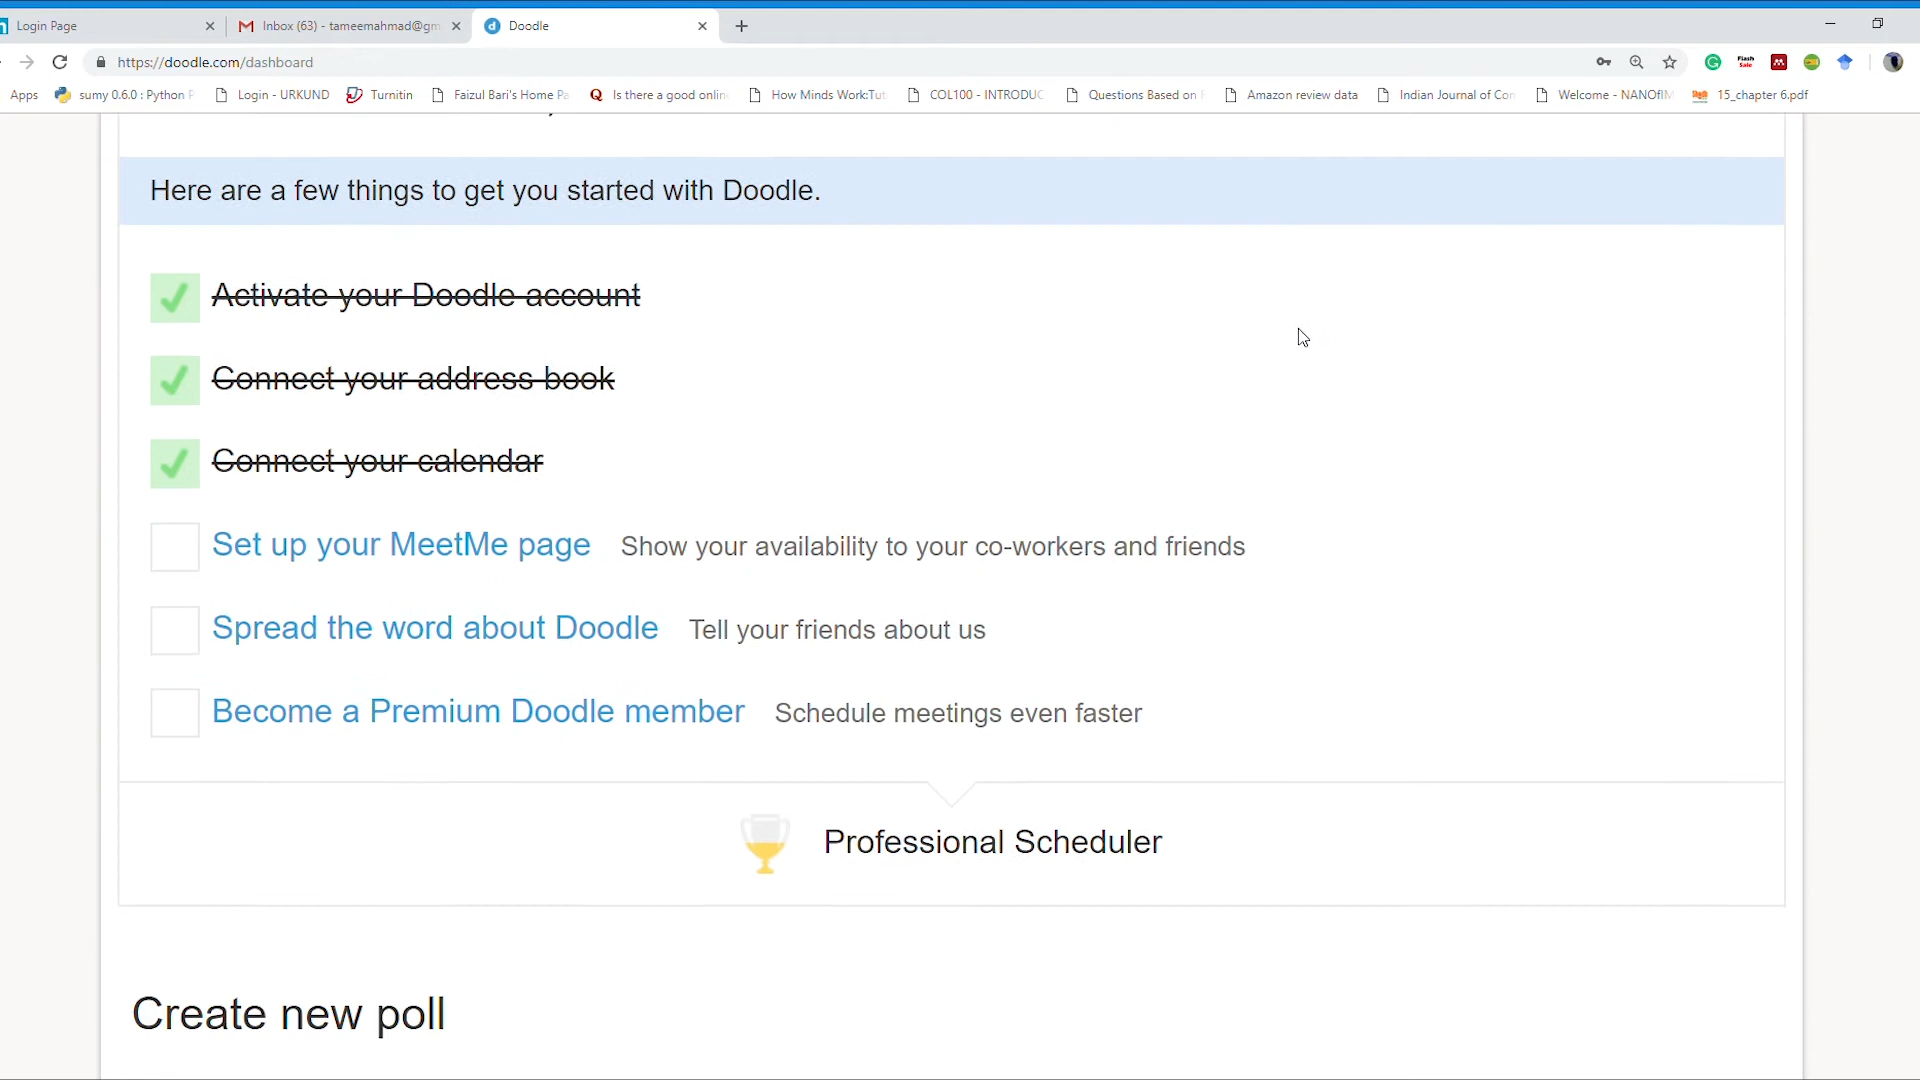 Login Page
Inbox (63) - tameemahmad@gm
Doodle
https://doodle.com/dashboard
Flash Sale
Apps
sumy 0.6.0 : Python P
Login - URKUND
Turnitin
Faizul Bari's Home Pa
Is there a good onlin
How Minds Work:Tut
COL100 - INTRODUC
Questions Based on
Amazon review data
Indian Journal of Con
Welcome - NANOfIM
15_chapter 6.pdf
Here are a few things to get you started with Doodle.
Activate your Doodle account
Connect your address book
Connect your calendar
Set up your MeetMe page Show your availability to your co-workers and friends
Spread the word about Doodle Tell your friends about us
Become a Premium Doodle member Schedule meetings even faster
Professional Scheduler
Create new poll